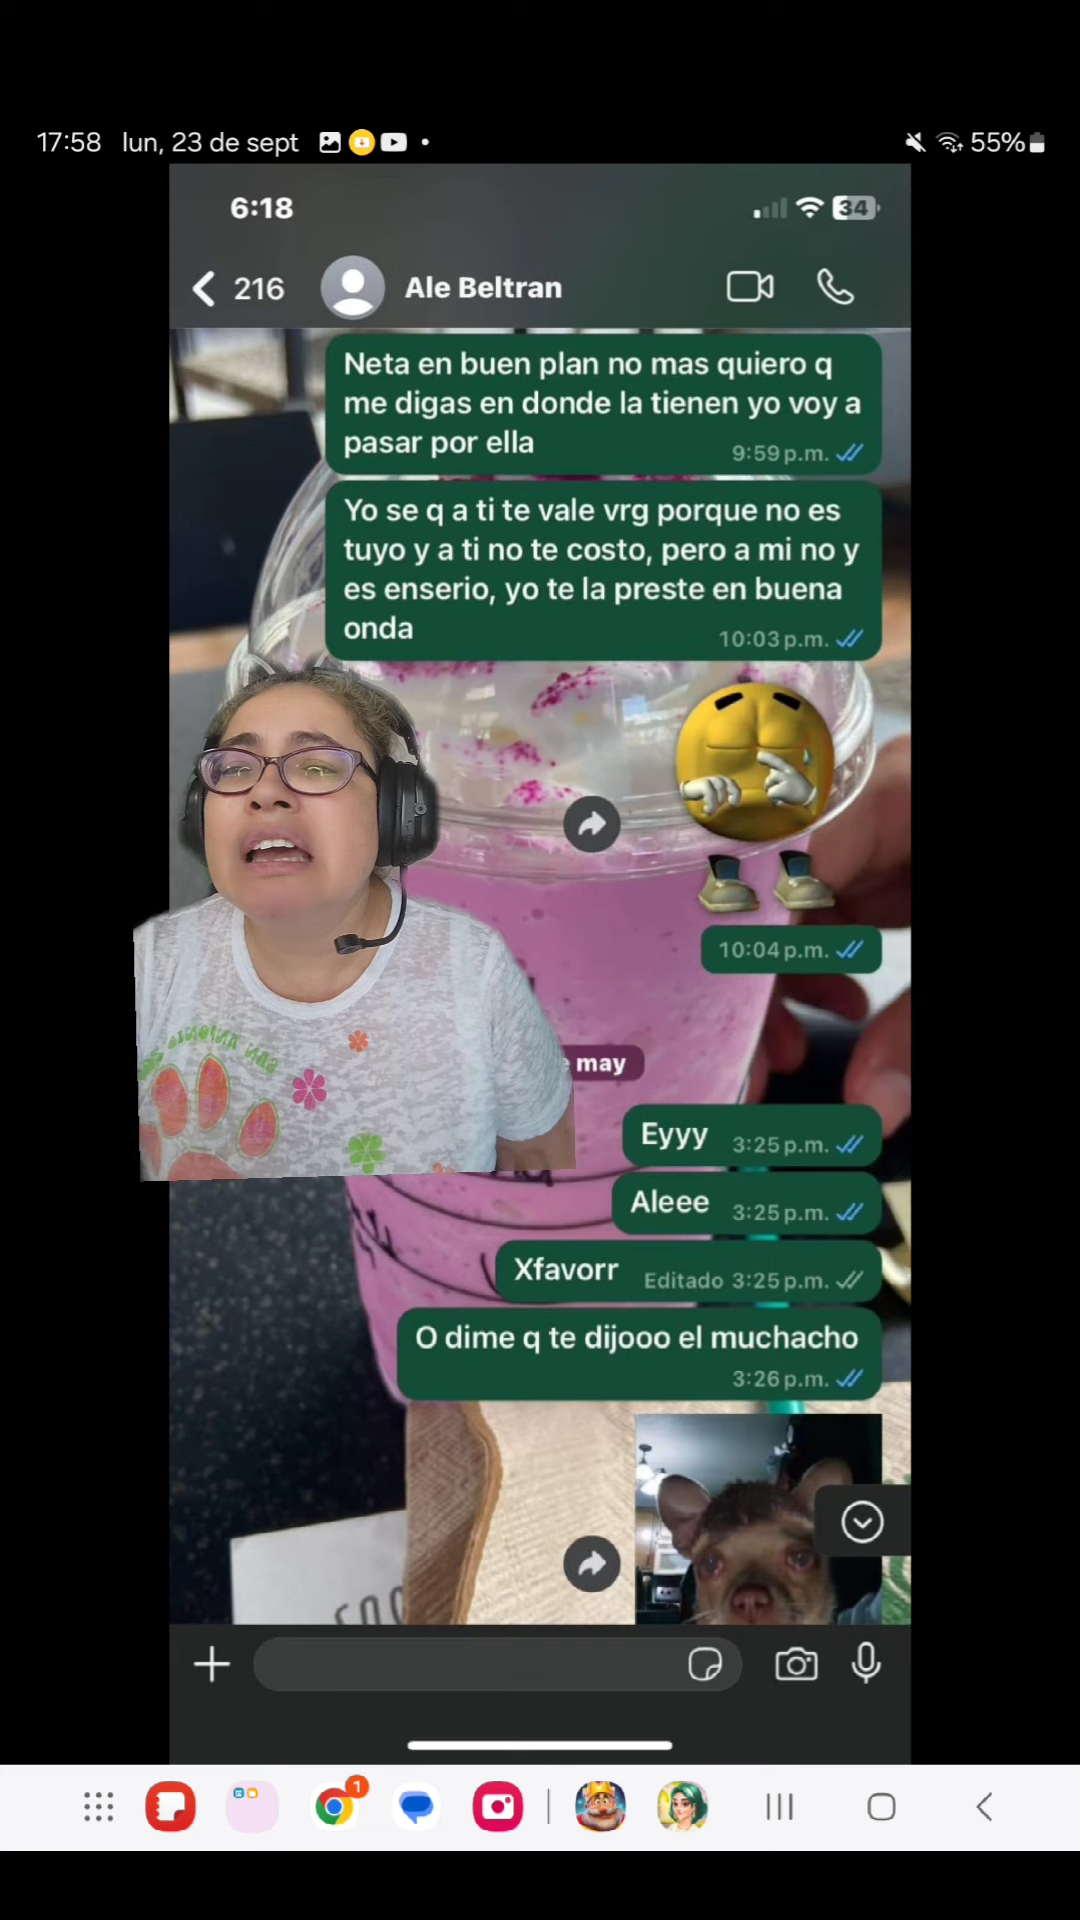 17:58 lun, 23 de sept 55%
6:18 34
216 Ale Beltran
Neta en buen plan no mas quiero q
me digas en donde la tienen yo voy a
pasar por ella
9:59 p.m.
Yo se q a ti te vale vrg porque no es
tuyo y a ti no te costo, pero a mi no y
es enserio, yo te la preste en buena
onda
10:03 p.m.
10:04 p.m.
may
Eyyy 3:25 p.m.
Aleee 3:25 p.m.
Xfavorr Editado 3:25 p.m.
O dime q te dijooo el muchacho
3:26 p.m.
1